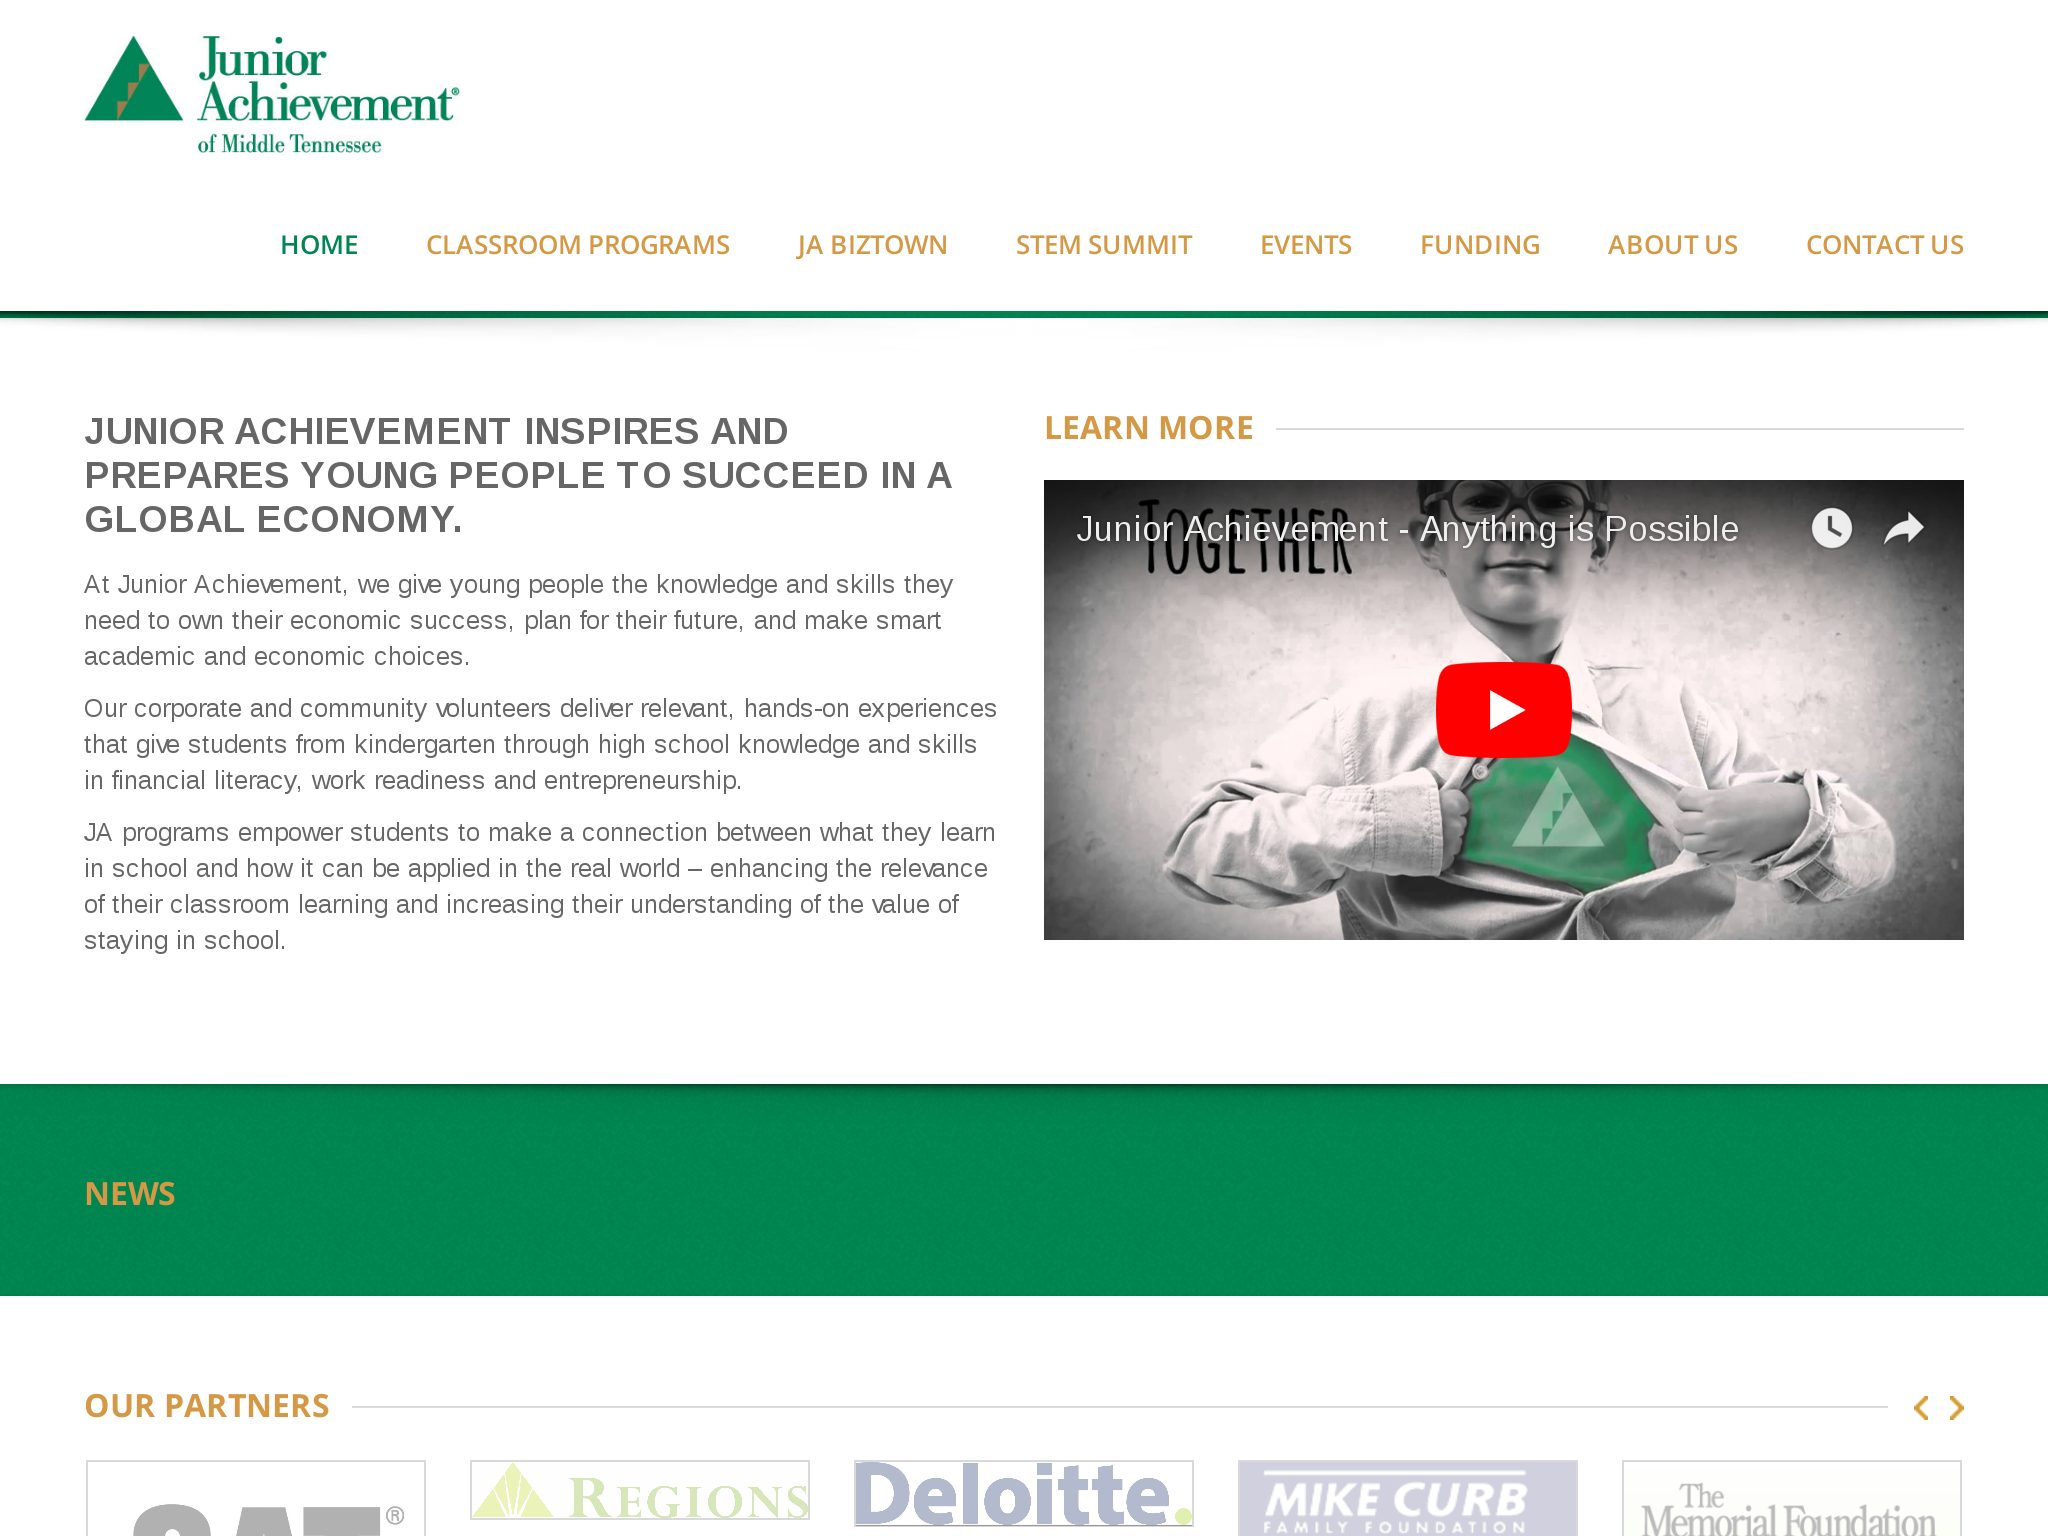 Junior
Achievement®
of Middle Tennessee
HOME CLASSROOM PROGRAMS JA BIZTOWN STEM SUMMIT EVENTS FUNDING ABOUT US CONTACT US
JUNIOR ACHIEVEMENT INSPIRES AND
PREPARES YOUNG PEOPLE TO SUCCEED IN A
GLOBAL ECONOMY.
At Junior Achievement, we give young people the knowledge and skills they
need to own their economic success, plan for their future, and make smart
academic and economic choices.
Our corporate and community volunteers deliver relevant, hands-on experiences
that give students from kindergarten through high school knowledge and skills
in financial literacy, work readiness and entrepreneurship.
JA programs empower students to make a connection between what they learn
in school and how it can be applied in the real world – enhancing the relevance
of their classroom learning and increasing their understanding of the value of
staying in school.
LEARN MORE
Junior Achievement - Anything is Possible
TOGETHER
NEWS
OUR PARTNERS
CAT®
REGIONS
Deloitte.
MIKE CURB
FAMILY FOUNDATION
The
Memorial Foundation